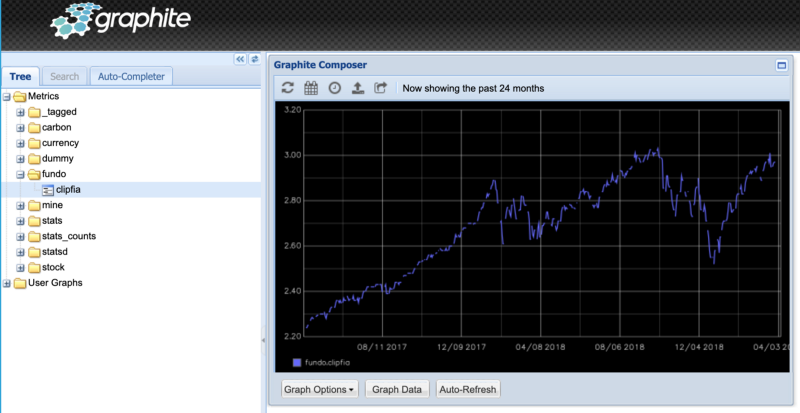 graphite
Tree
Search
Auto-Completer
Metrics
_tagged
carbon
currency
dummy
fundo
clipfia
mine
stats
stats_counts
statsd
stock
User Graphs
Graphite Composer
Now showing the past 24 months
3.20
3.00
2.80
2.60
2.40
2.20
08/11 2017 12/09 2017 04/08 2018 08/06 2018 12/04 2018 04/03 20
fundo.clipfia
Graph Options Graph Data Auto-Refresh